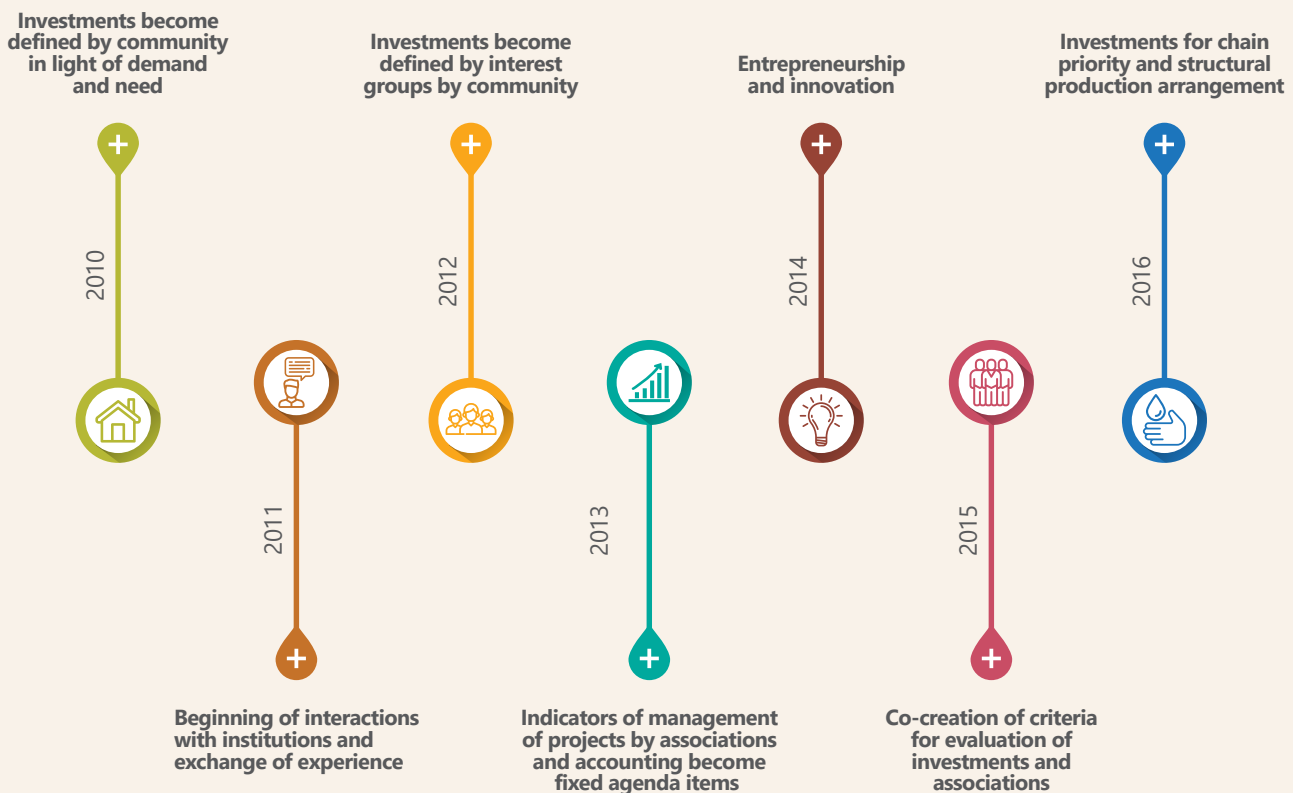 Investments become
defined by community
in light of demand
and need
2010
Beginning of interactions
with institutions and
exchange of experience
2011
Investments become
defined by interest
groups by community
2012
Indicators of management
of projects by associations
and accounting become
fixed agenda items
2013
Entrepreneurship
and innovation
2014
Co-creation of criteria
for evaluation of
investments and
associations
2015
Investments for chain
priority and structural
production arrangement
2016